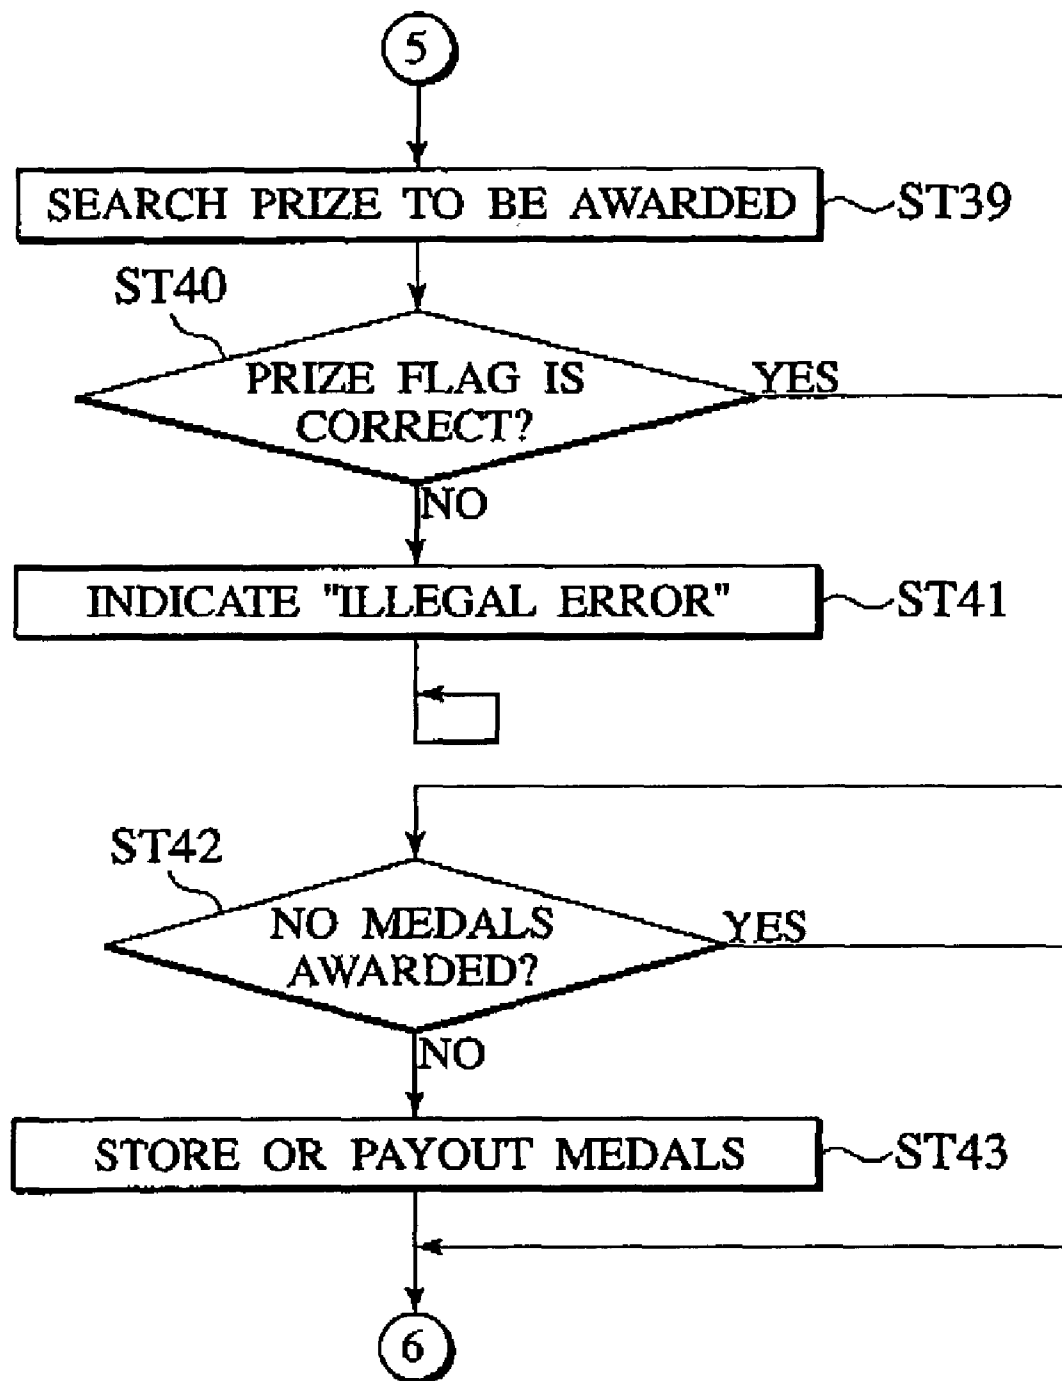 5
SEARCH PRIZE TO BE AWARDED
ST39
ST40
PRIZE FLAG IS
CORRECT?
YES
NO
INDICATE "ILLEGAL ERROR"
ST41
ST42
NO MEDALS
AWARDED?
YES
NO
STORE OR PAYOUT MEDALS
ST43
6